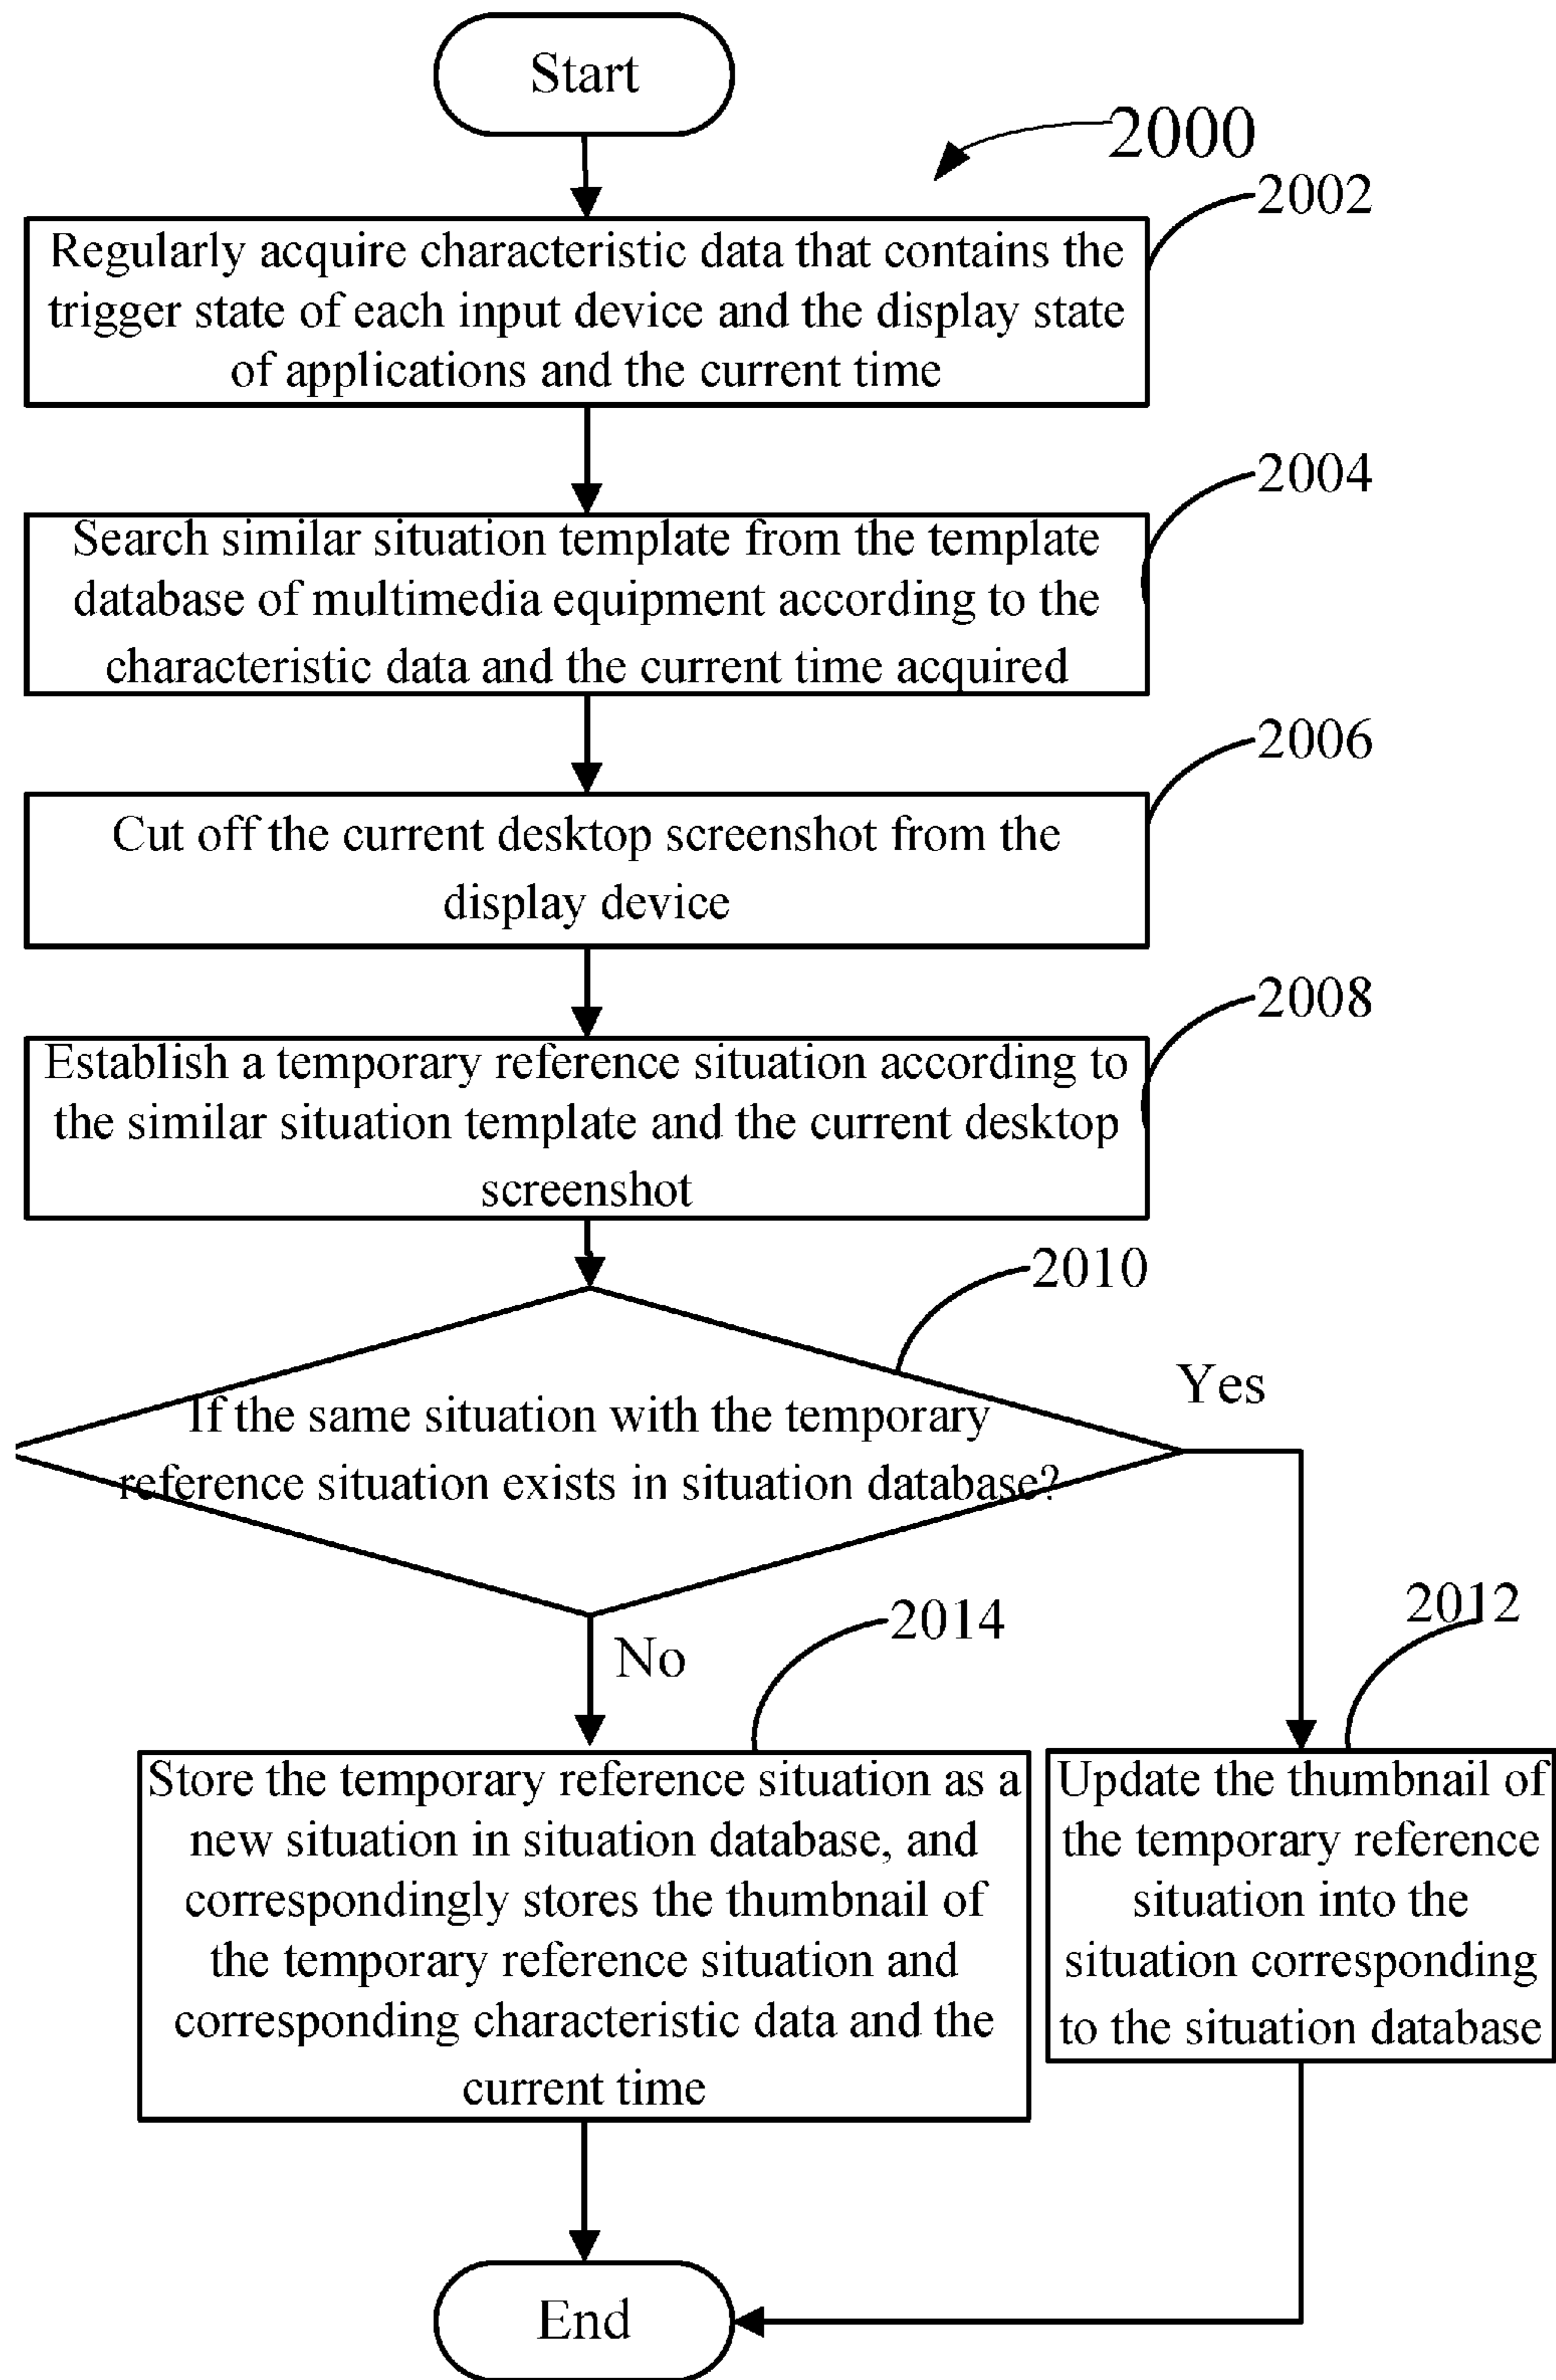 Start
2000
2002
Regularly acquire characteristic data that contains the
trigger state of each input device and the display state
of applications and the current time
2004
Search similar situation template from the template
database of multimedia equipment according to the
characteristic data and the current time acquired
2006
Cut off the current desktop screenshot from the
display device
2008
Establish a temporary reference situation according to
the similar situation template and the current desktop
screenshot
2010
Yes
If the same situation with the temporary
reference situation exists in situation database?
No
2014
2012
Store the temporary reference situation as a
new situation in situation database, and
correspondingly stores the thumbnail of
the temporary reference situation and
corresponding characteristic data and the
current time
Update the thumbnail of
the temporary reference
situation into the
situation corresponding
to the situation database
End